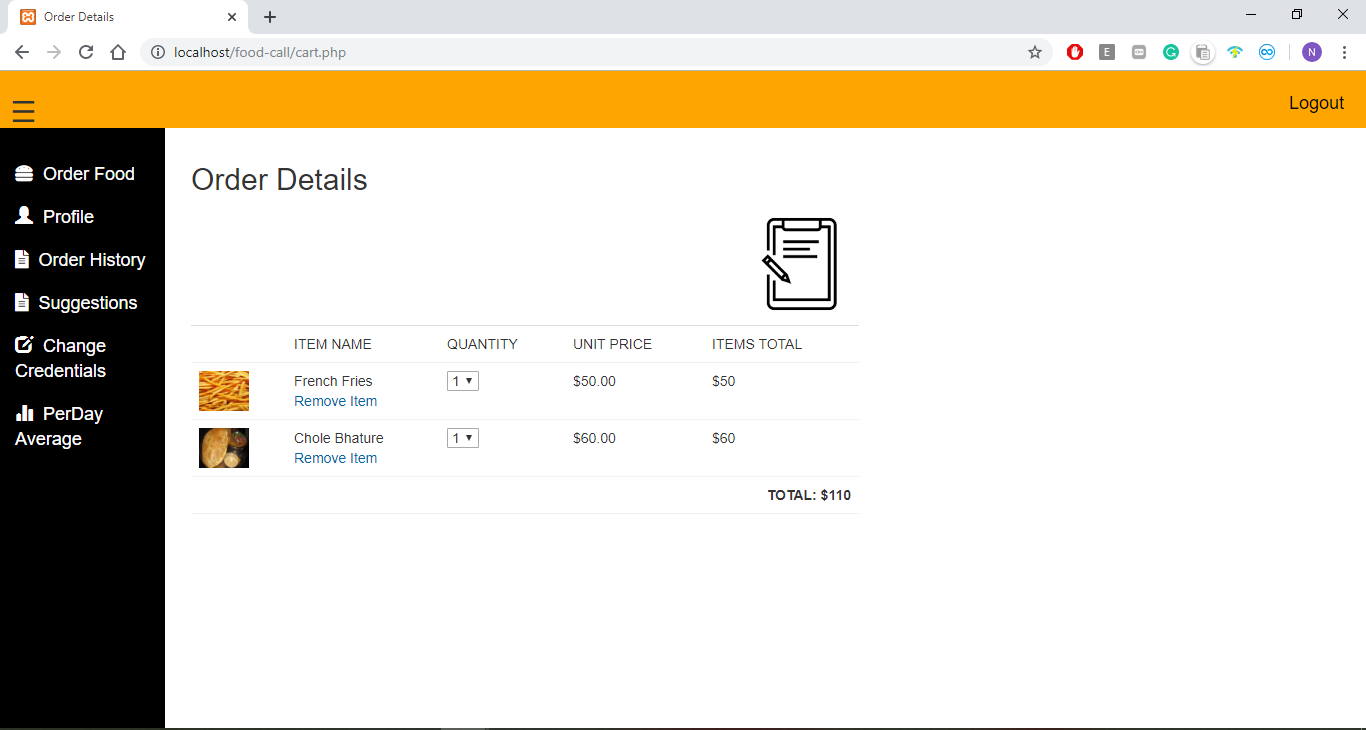 Order Details
localhost/food-call/cart.php
E
N
Logout
Order Food
Profile
Order History
Suggestions
Change
Credentials
PerDay
Average
Order Details
ITEM NAME QUANTITY UNIT PRICE ITEMS TOTAL
French Fries 1 $50.00 $50
Remove Item
Chole Bhature 1 $60.00 $60
Remove Item
TOTAL: $110